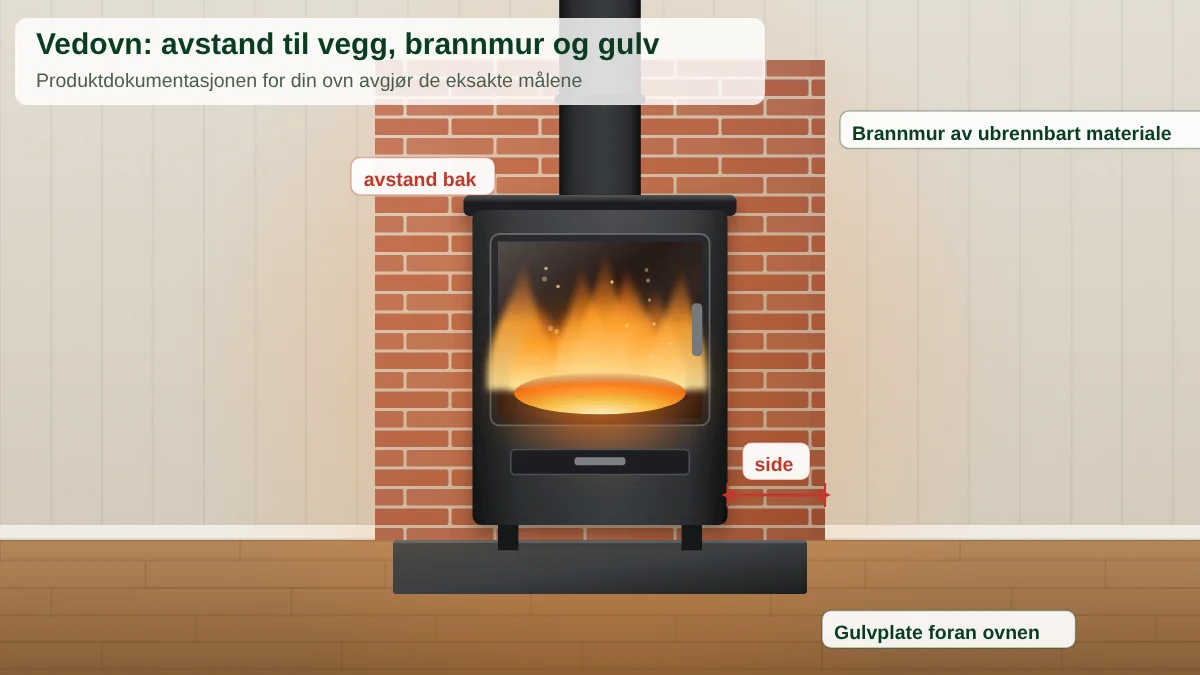 Vedovn: avstand til vegg, brannmur og gulv
Produktdokumentasjonen for din ovn avgjør de eksakte målene
Brannmur av ubrennbart materiale
avstand bak
side
Gulvplate foran ovnen